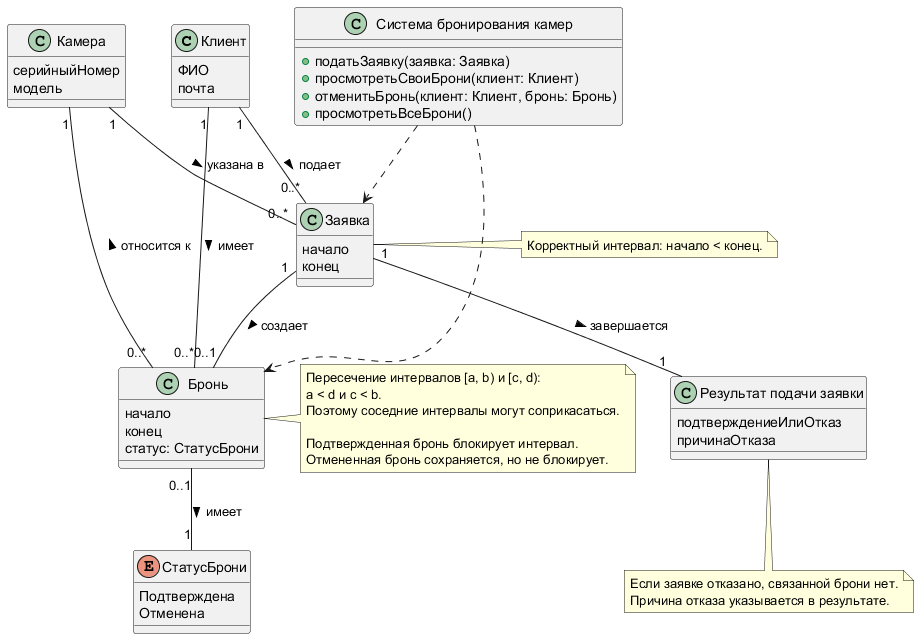 Система бронирования камер
+ податьЗаявку(заявка: Заявка)
+ просмотретьСвоиБрони(клиент: Клиент)
+ отменитьБронь(клиент: Клиент, бронь: Бронь)
+ просмотретьВсеБрони()
C Камера
серийныйНомер
модель
C Клиент
ФИО
почта
1
1
1
1
указана в
подает
0..*
0..*
C Заявка
начало
конец
Корректный интервал: начало < конец.
относится к
имеет
1
1
создает
завершается
0..*
0..*
0..1
1
C Бронь
начало
конец
статус: СтатусБрони
Пересечение интервалов [a, b) и [c, d):
a < d и c < b.
Поэтому соседние интервалы могут соприкасаться.
Подтвержденная бронь блокирует интервал.
Отмененная бронь сохраняется, но не блокирует.
C Результат подачи заявки
подтверждениеИлиОтказ
причинаОтказа
0..1
имеет
1
E СтатусБрони
Подтверждена
Отменена
Если заявке отказано, связанной брони нет.
Причина отказа указывается в результате.